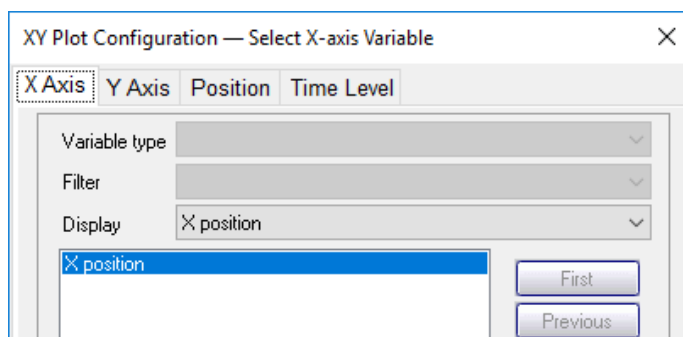 XY Plot Configuration — Select X-axis Variable
X Axis Y Axis Position Time Level
Variable type
Filter
Display X position
X position
First
Previous